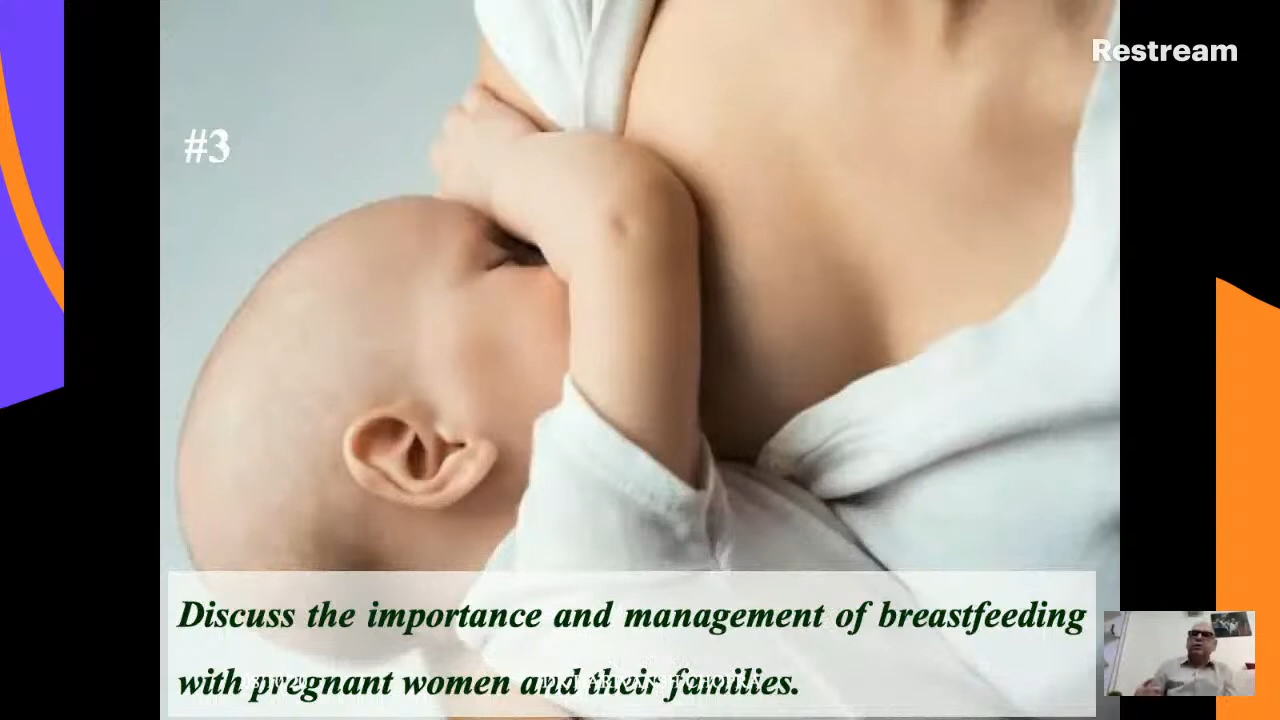 Restream
#3
Discuss the importance and management of breastfeeding
with pregnant women and their families.